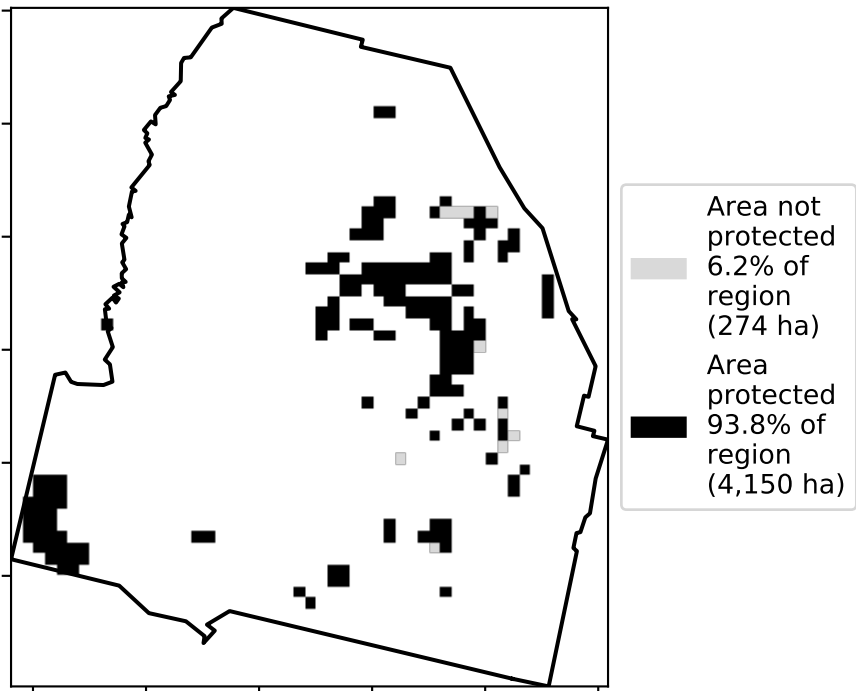 Area not
protected
6.2% of
region
(274 ha)
Area
protected
93.8% of
region
(4,150 ha)